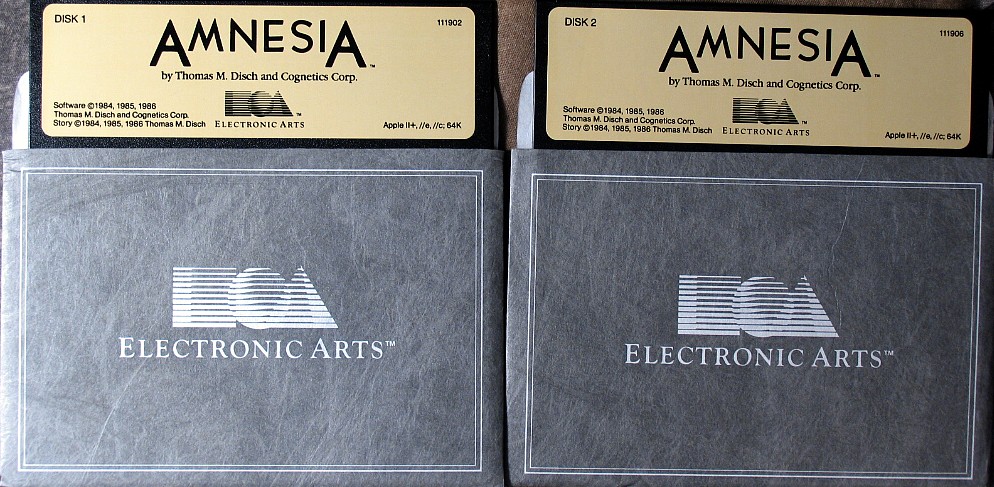 DISK 1
111902
AMNESIA™
by Thomas M. Disch and Cognetics Corp.
Software ©1984, 1985, 1986
Thomas M. Disch and Cognetics Corp.
Story ©1984, 1985, 1986 Thomas M. Disch
ELECTRONIC ARTS
Apple II+, //e, //c; 64K
ELECTRONIC ARTS™
DISK 2
111906
AMNESIA™
by Thomas M. Disch and Cognetics Corp.
Software ©1984, 1985, 1986
Thomas M. Disch and Cognetics Corp.
Story ©1984, 1985, 1986 Thomas M. Disch
ELECTRONIC ARTS
Apple II+, //e, //c; 64K
ELECTRONIC ARTS™